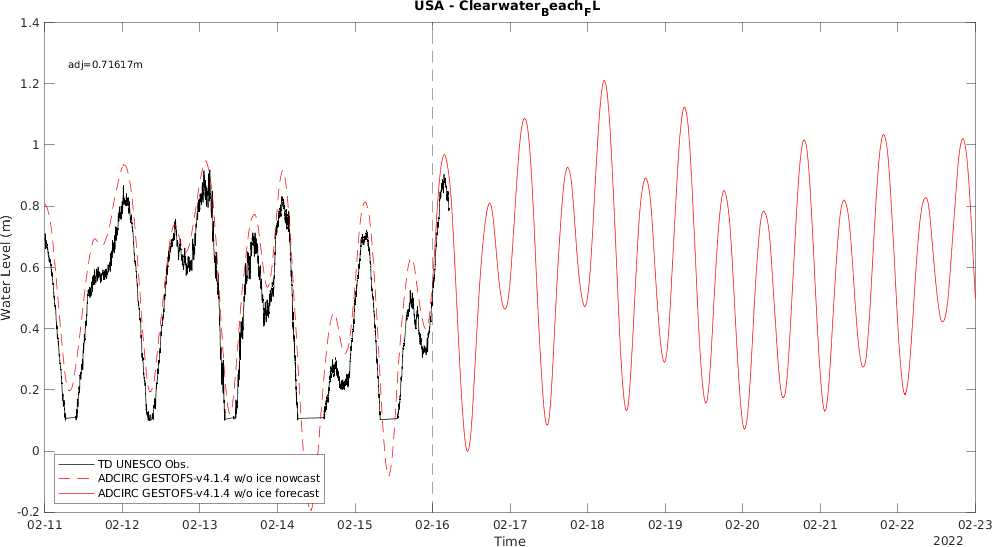 USA - Clearwater_Beach_FL
1.4
1.2
1
0.8
0.6
0.4
0.2
0
-0.2
Water Level (m)
adj=0.71617m
TD UNESCO Obs.
ADCIRC GESTOFS-v4.1.4 w/o ice nowcast
ADCIRC GESTOFS-v4.1.4 w/o ice forecast
02-11 02-12 02-13 02-14 02-15 02-16 02-17 02-18 02-19 02-20 02-21 02-22 02-23
Time
2022